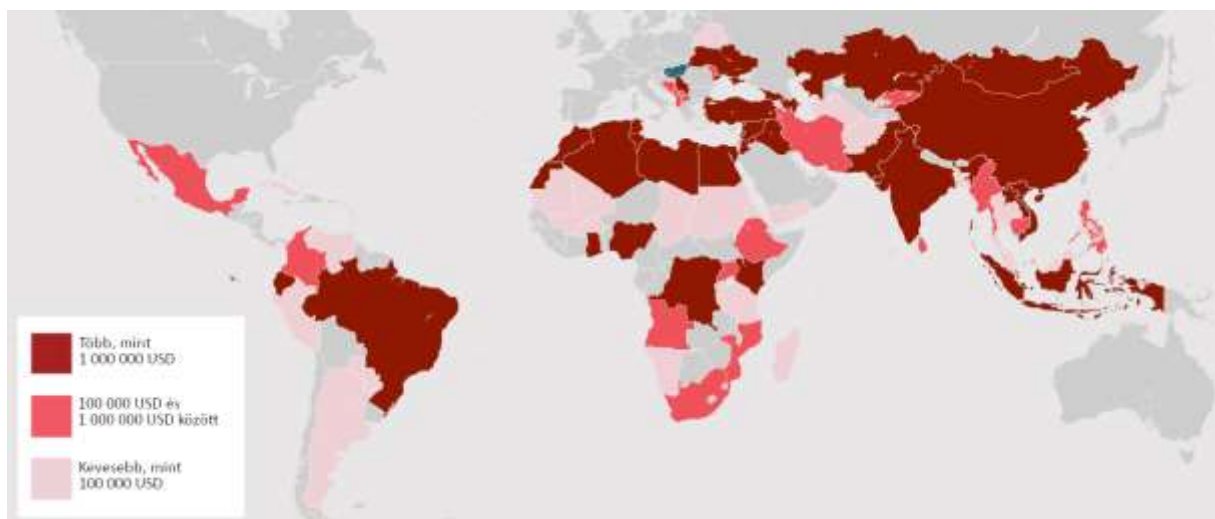 Több, mint
1 000 000 USD
100 000 USD és
1 000 000 USD között
Kevesebb, mint
100 000 USD